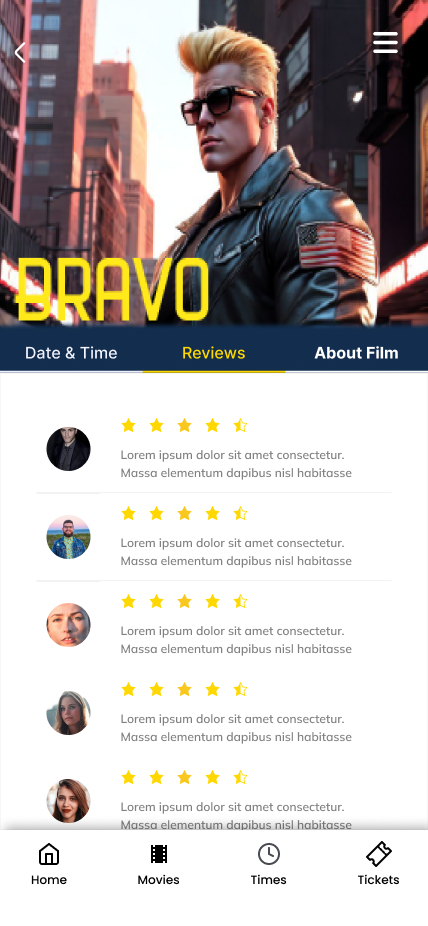 BRAVO
Date & Time Reviews About Film
Lorem ipsum dolor sit amet consectetur.
Massa elementum dapibus nisl habitasse
Lorem ipsum dolor sit amet consectetur.
Massa elementum dapibus nisl habitasse
Lorem ipsum dolor sit amet consectetur.
Massa elementum dapibus nisl habitasse
Lorem ipsum dolor sit amet consectetur.
Massa elementum dapibus nisl habitasse
Lorem ipsum dolor sit amet consectetur.
Massa elementum dapibus nisl habitasse
Home Movies Times Tickets